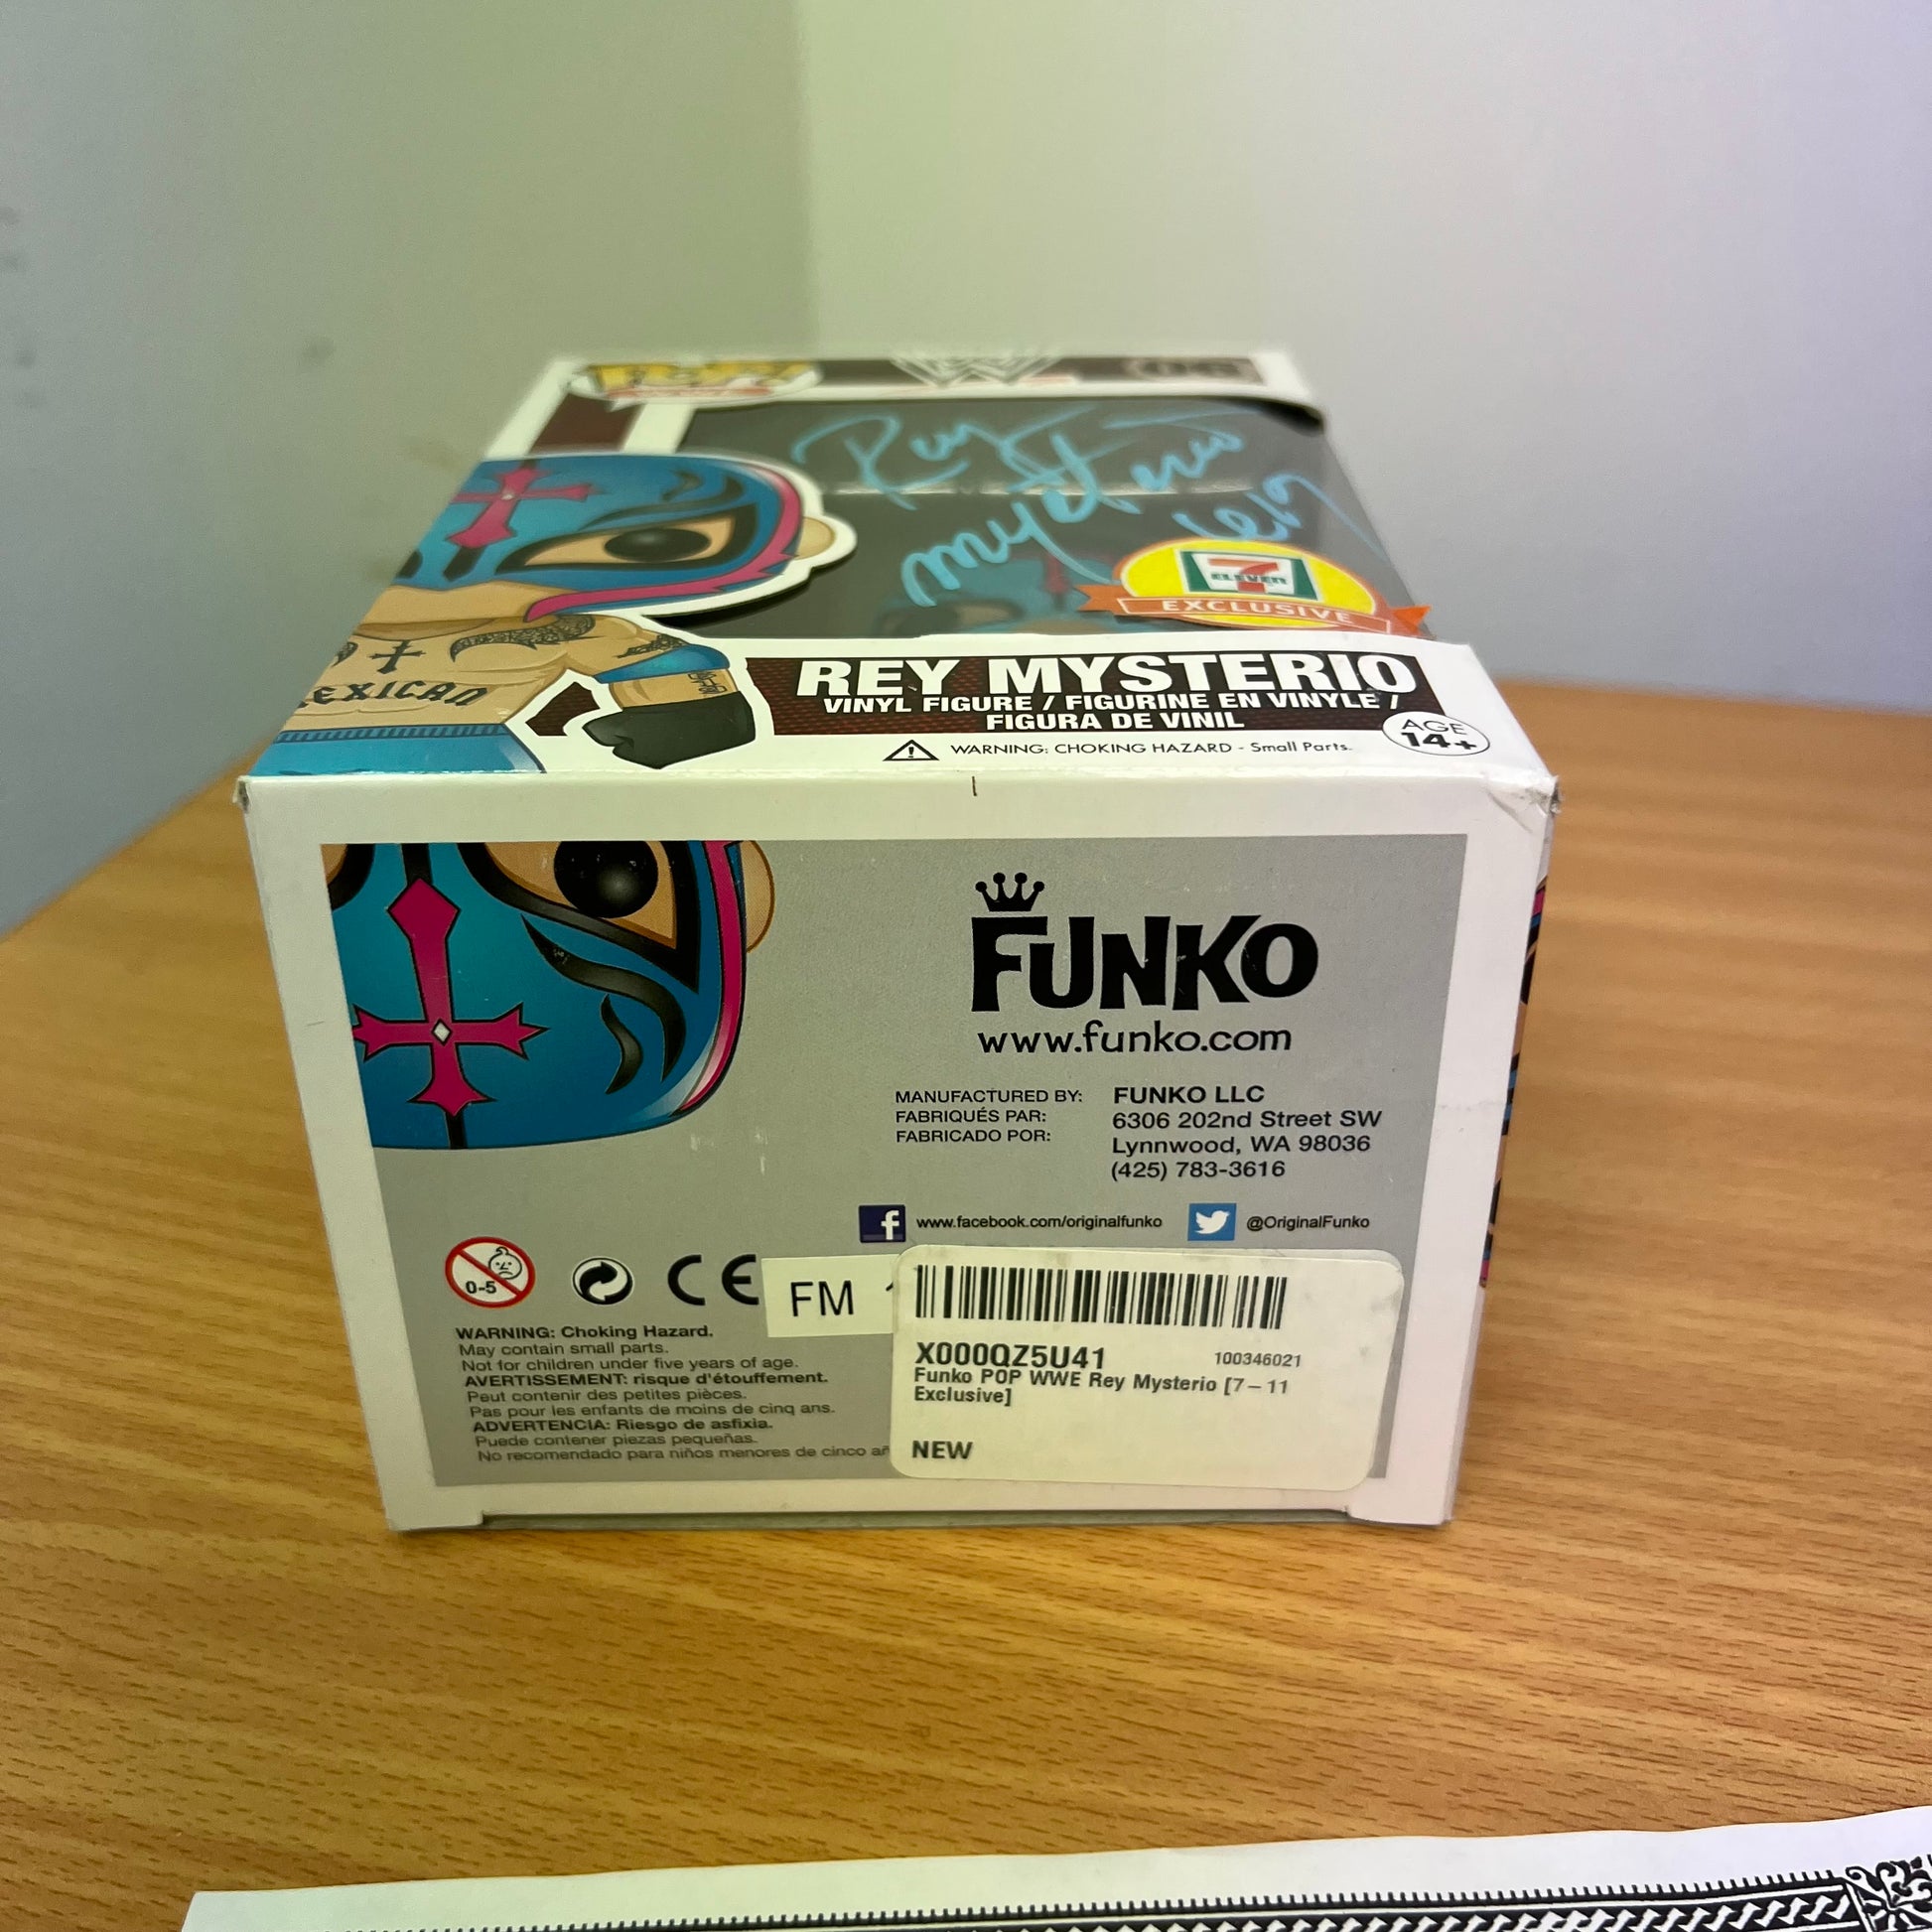 POP!
W
06
Rey
Mysterio
619
7
ELEVEN
EXCLUSIVE
EXICAN
REY MYSTERIO
VINYL FIGURE / FIGURINE EN VINYLE /
FIGURA DE VINIL
WARNING: CHOKING HAZARD - Small Parts.
AGE
14+
FUNKO
www.funko.com
MANUFACTURED BY: FUNKO LLC
FABRIQUÉS PAR: 6306 202nd Street SW
FABRICADO POR: Lynnwood, WA 98036
(425) 783-3616
f www.facebook.com/originalfunko @OriginalFunko
0-5
CE
FM
WARNING: Choking Hazard.
May contain small parts.
Not for children under five years of age.
AVERTISSEMENT: risque d'étouffement.
Peut contenir des petites pièces.
Pas pour les enfants de moins de cinq ans.
ADVERTENCIA: Riesgo de asfixia.
Puede contener piezas pequeñas.
No recomendado para niños menores de cinco añ
X000QZ5U41 100346021
Funko POP WWE Rey Mysterio [7-11
Exclusive]
NEW